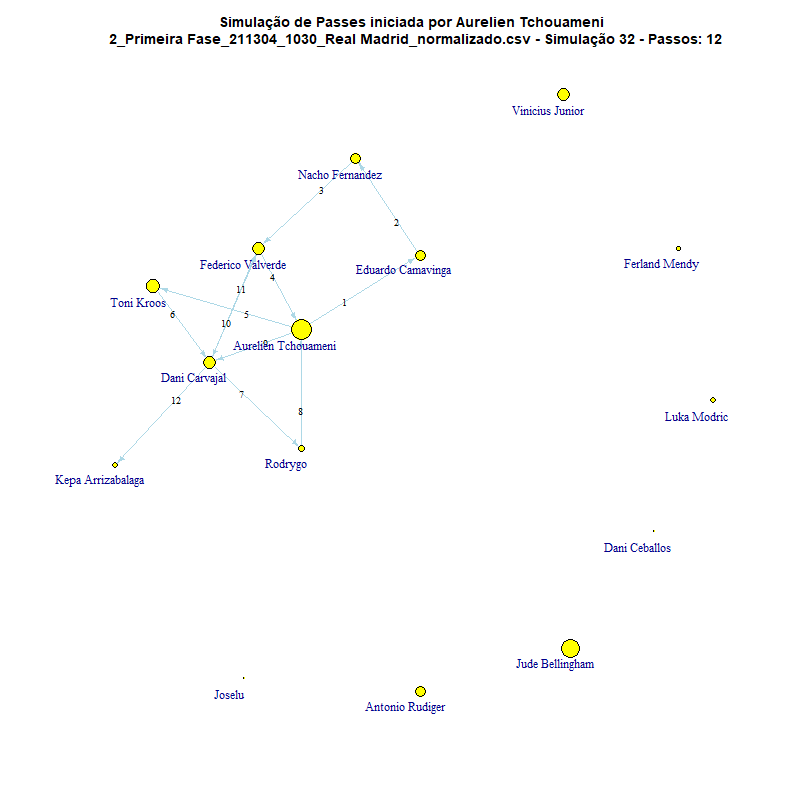 Simulação de Passes iniciada por Aurelien Tchouameni
2_Primeira Fase_211304_1030_Real Madrid_normalizado.csv - Simulação 32 - Passos: 12
Vinicius Junior
Nacho Fernandez
3
2
Federico Valverde
Ferland Mendy
Eduardo Camavinga
4
11
Toni Kroos
1
6
5
10
9
Aurelien Tchouameni
Dani Carvajal
7
12
Luka Modric
8
Rodrygo
Kepa Arrizabalaga
Dani Ceballos
Jude Bellingham
Joselu
Antonio Rudiger